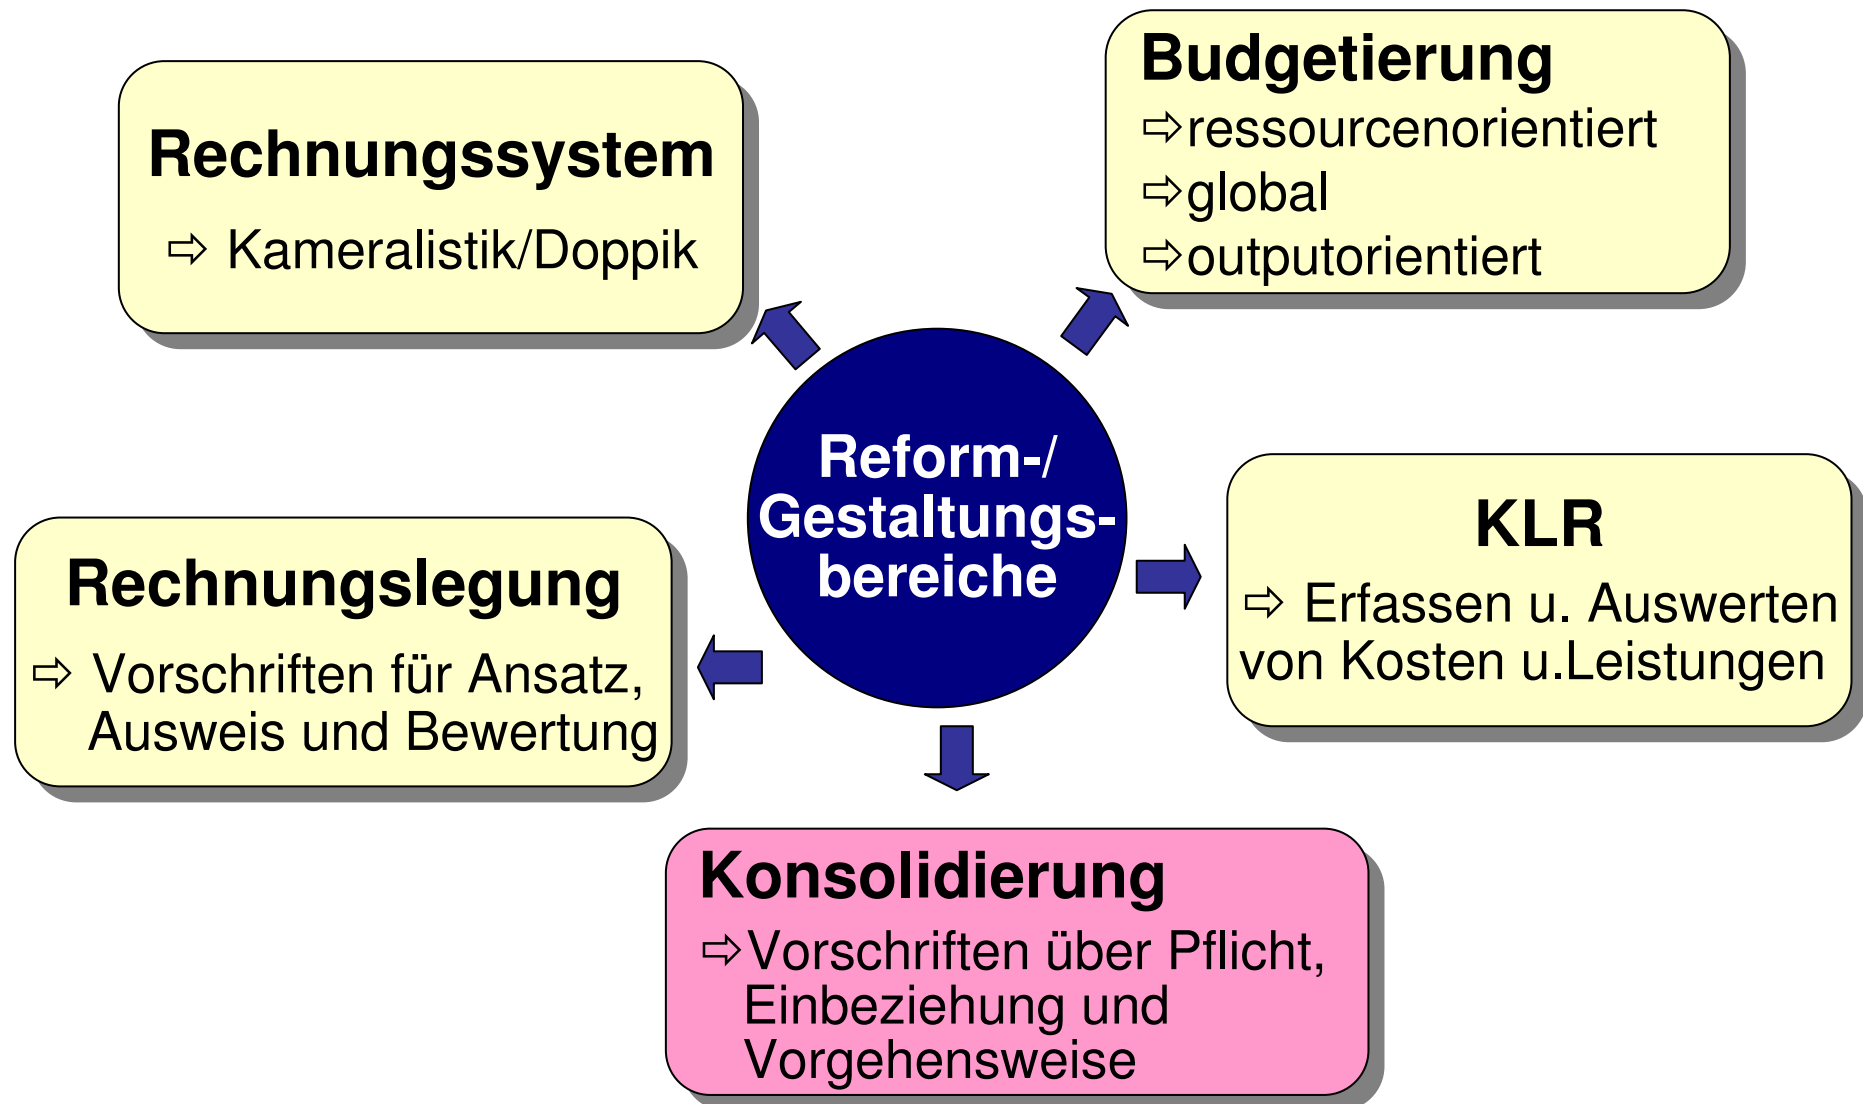 Rechnungssystem
⇨ Kameralistik/Doppik
Budgetierung
⇨ressourcenorientiert
⇨global
⇨outputorientiert
Reform-/
Gestaltungs-
bereiche
Rechnungslegung
⇨ Vorschriften für Ansatz,
Ausweis und Bewertung
KLR
⇨ Erfassen u. Auswerten
von Kosten u.Leistungen
Konsolidierung
⇨Vorschriften über Pflicht,
Einbeziehung und
Vorgehensweise